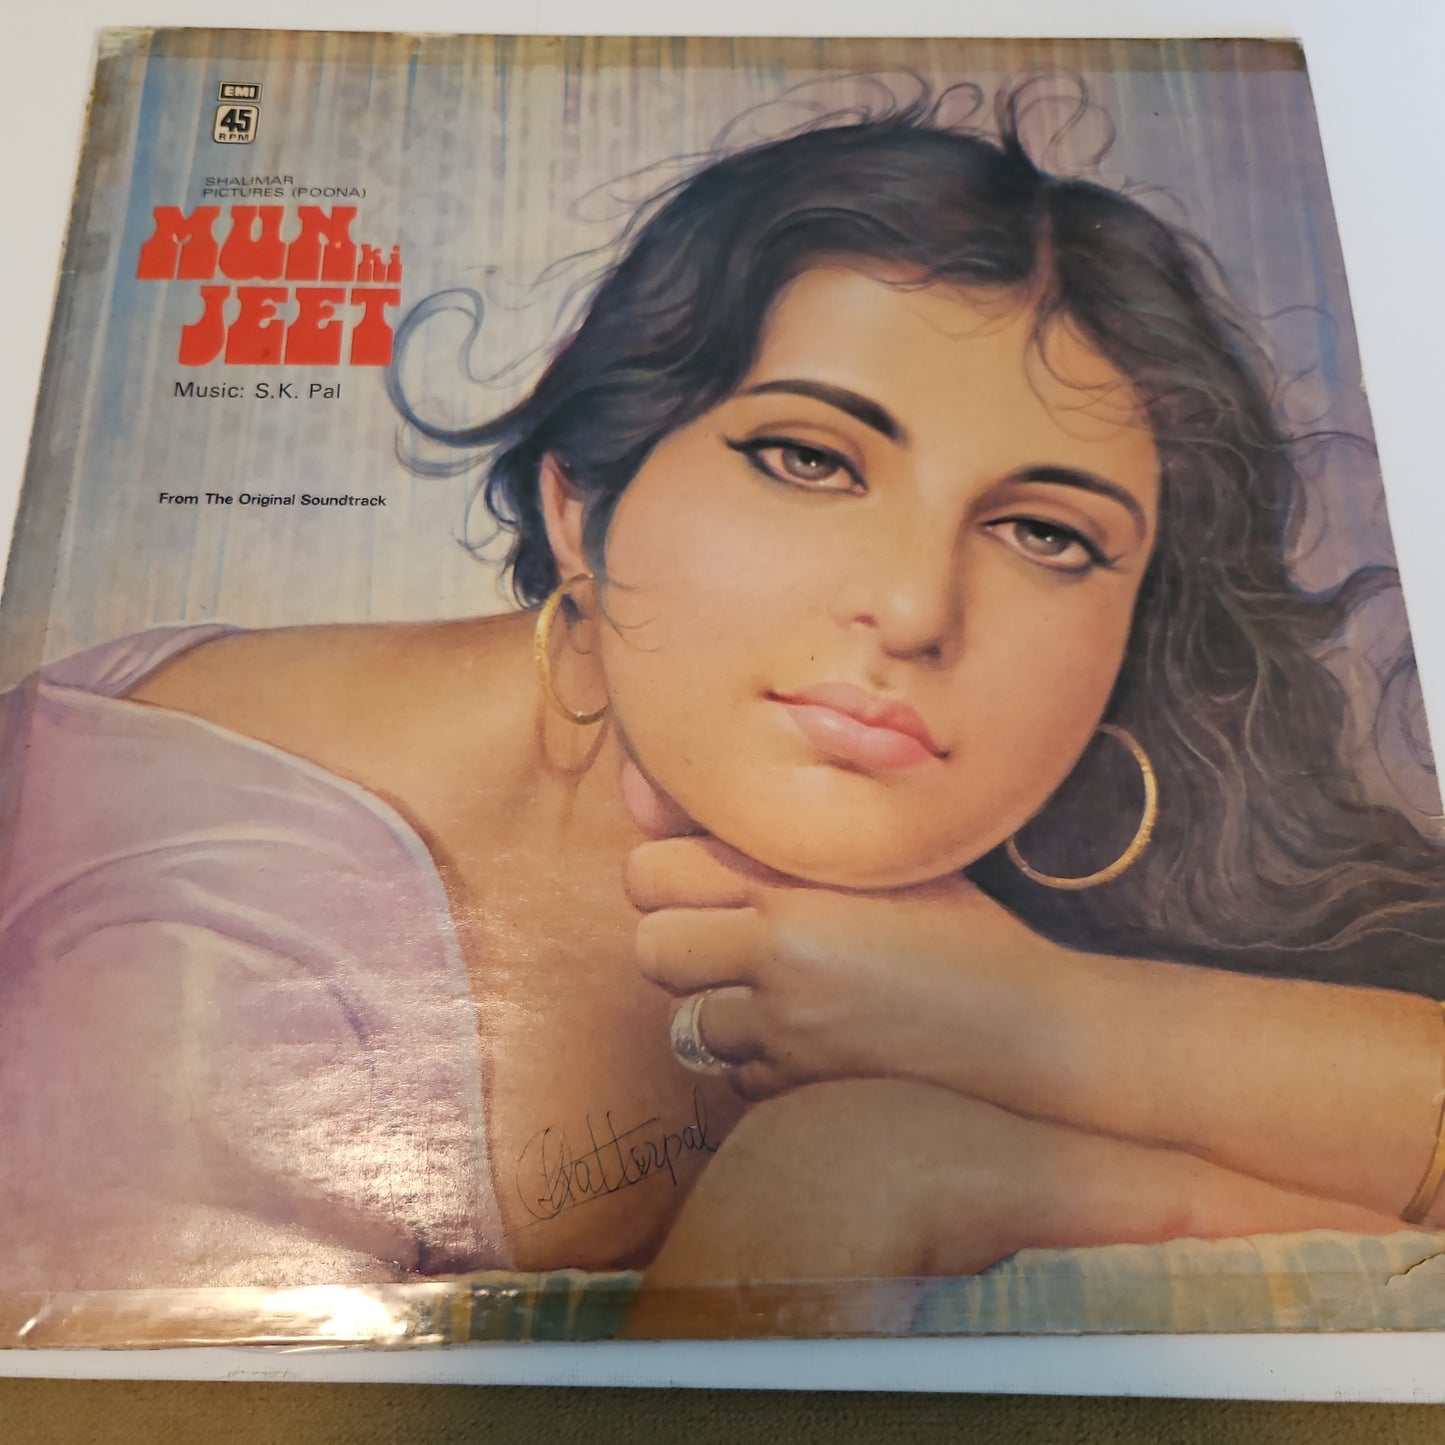 EMI
45
RPM
SHALIMAR
PICTURES (POONA)
MUN KI
JEET
Music: S.K. Pal
From The Original Soundtrack